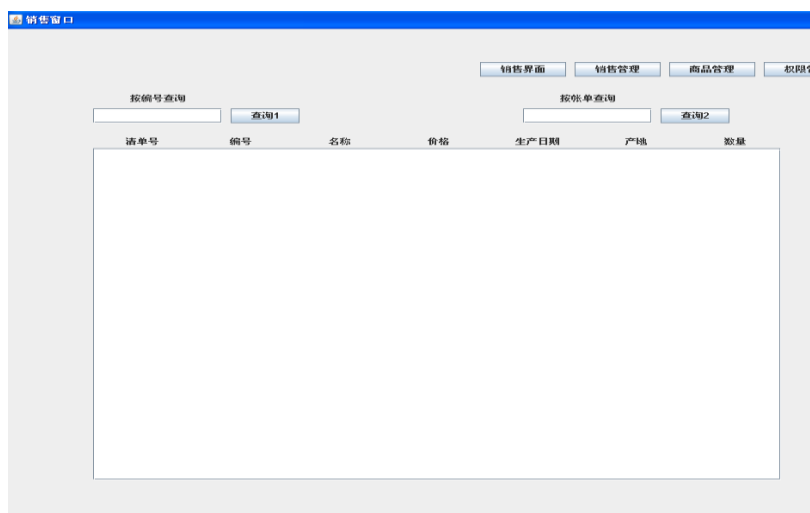 销售窗口
销售界面 销售管理 商品管理 权限
按编号查询 按帐单查询
查询1 查询2
清单号 编号 名称 价格 生产日期 产地 数量